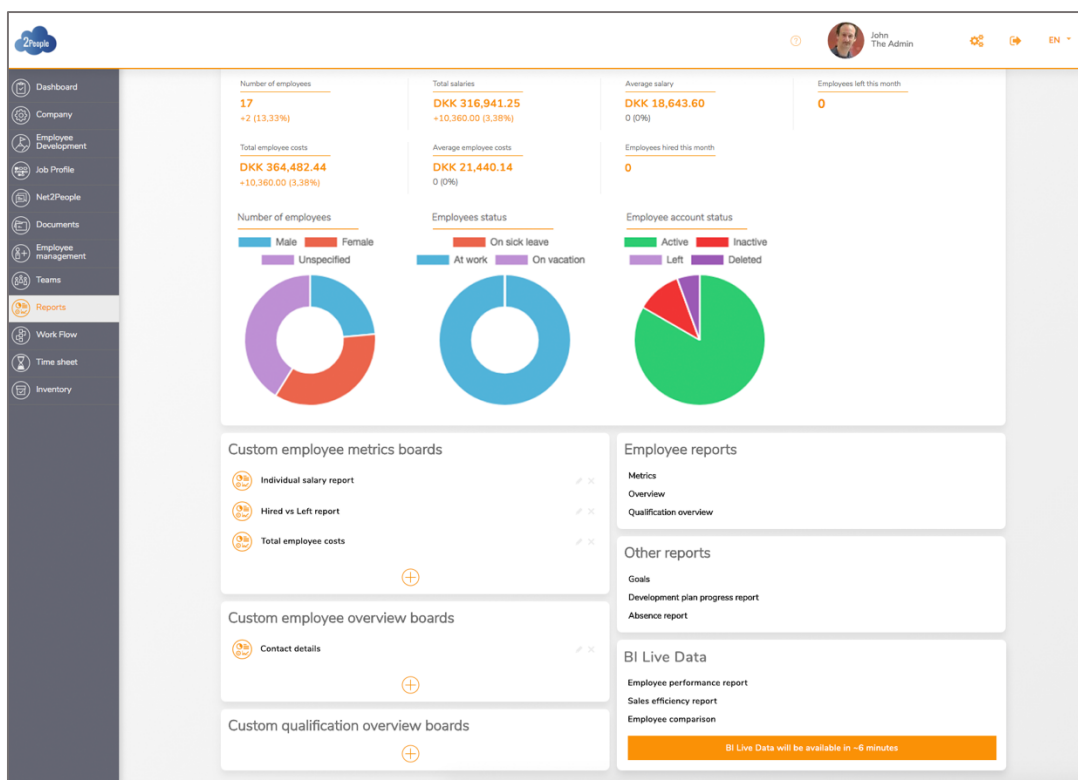 2People
John
The Admin
EN
Dashboard
Company
Employee
Development
Job Profile
Net2People
Documents
Employee
management
Teams
Reports
Work Flow
Time sheet
Inventory
Number of employees
17
+2 (13,33%)
Total salaries
DKK 316,941.25
+10,360.00 (3,38%)
Average salary
DKK 18,643.60
0 (0%)
Employees left this month
0
Total employee costs
DKK 364,482.44
+10,360.00 (3,38%)
Average employee costs
DKK 21,440.14
0 (0%)
Employees hired this month
0
Number of employees
Male Female
Unspecified
Employees status
On sick leave
At work On vacation
Employee account status
Active Inactive
Left Deleted
Custom employee metrics boards
Individual salary report
Hired vs Left report
Total employee costs
Custom employee overview boards
Contact details
Custom qualification overview boards
Employee reports
Metrics
Overview
Qualification overview
Other reports
Goals
Development plan progress report
Absence report
BI Live Data
Employee performance report
Sales efficiency report
Employee comparison
BI Live Data will be available in ~6 minutes